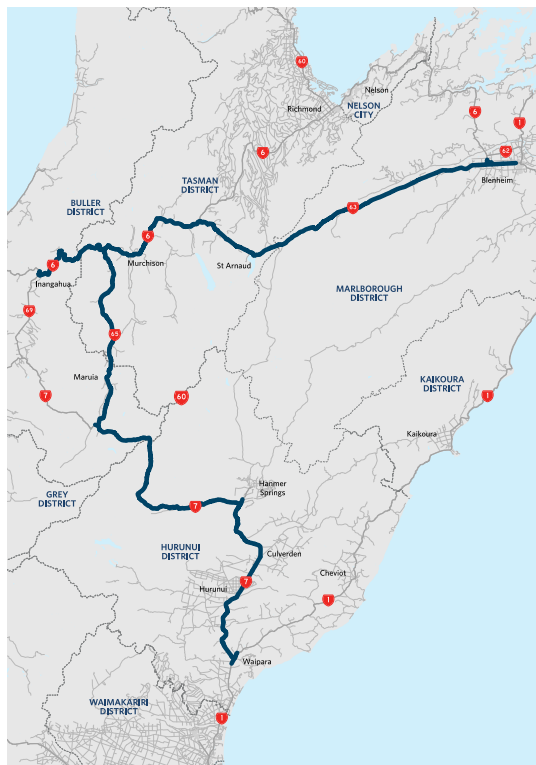 60
Nelson
Richmond
NELSON
CITY
6
1
6
62
Blenheim
TASMAN
DISTRICT
BULLER
DISTRICT
63
6
Murchison
St Arnaud
6
Inangahua
MARLBOROUGH
DISTRICT
69
65
Maruia
7
60
KAIKOURA
DISTRICT
1
Kaikoura
GREY
DISTRICT
Hanmer
Springs
7
HURUNUI
DISTRICT
Culverden
Cheviot
7
Hurunui
1
Waipara
WAIMAKARIRI
DISTRICT
1